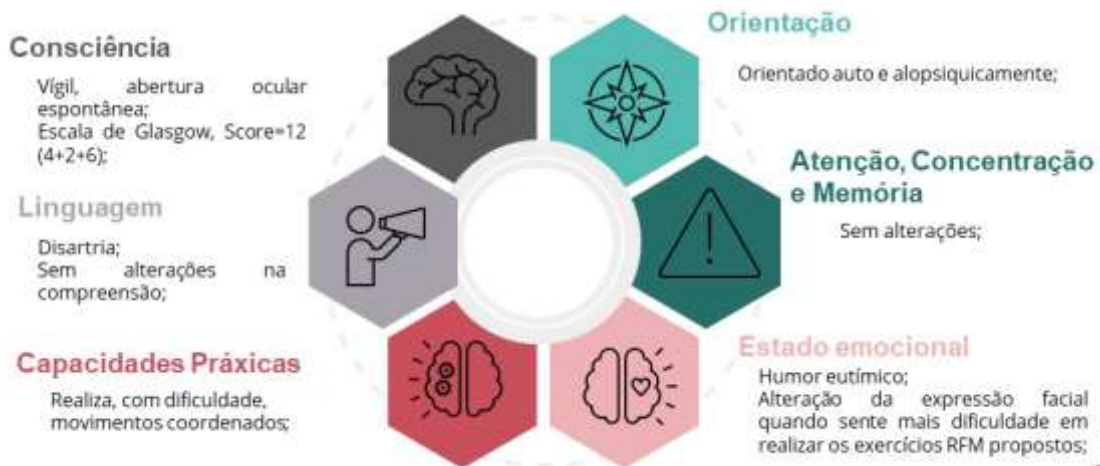 Consciência
Vígil, abertura ocular
espontânea;
Escala de Glasgow, Score=12
(4+2+6);
Linguagem
Disartria;
Sem alterações na
compreensão;
Capacidades Práxicas
Realiza, com dificuldade,
movimentos coordenados;
Orientação
Orientado auto e alopsiquicamente;
Atenção, Concentração
e Memória
Sem alterações;
Estado emocional
Humor eutímico;
Alteração da expressão facial
quando sente mais dificuldade em
realizar os exercícios RFM propostos;